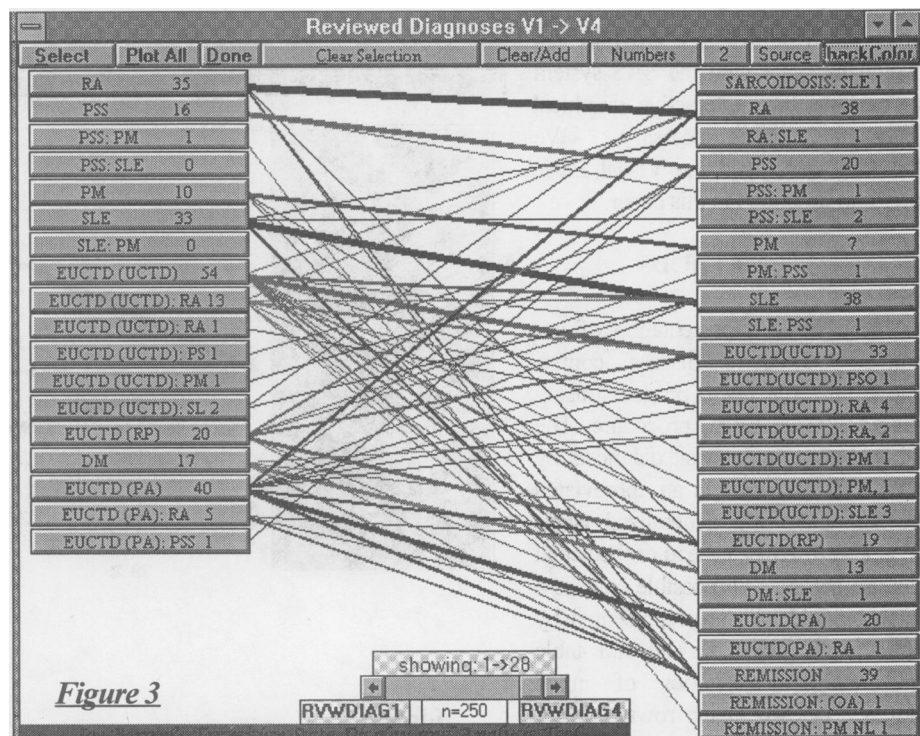 Reviewed Diagnoses V1 -> V4
Select Plot All Done Clear Selection Clear/Add Numbers 2 Source backColor
RA 35
PSS 16
PSS: PM 1
PSS: SLE 0
PM 10
SLE 33
SLE: PM 0
EUCTD (UCTD) 54
EUCTD (UCTD): RA 13
EUCTD (UCTD): RA 1
EUCTD (UCTD): PS 1
EUCTD (UCTD): PM 1
EUCTD (UCTD): SL 2
EUCTD (RP) 20
DM 17
EUCTD (PA) 40
EUCTD (PA): RA 5
EUCTD (PA): PSS 1
SARCOIDOSIS: SLE 1
RA 38
RA: SLE 1
PSS 20
PSS: PM 1
PSS: SLE 2
PM 7
PM: PSS 1
SLE 38
SLE: PSS 1
EUCTD(UCTD) 33
EUCTD(UCTD): PSO 1
EUCTD(UCTD): RA 4
EUCTD(UCTD): RA, 2
EUCTD(UCTD): PM 1
EUCTD(UCTD): PM, 1
EUCTD(UCTD): SLE 3
EUCTD(RP) 19
DM 13
DM: SLE 1
EUCTD(PA) 20
EUCTD(PA): RA 1
REMISSION 39
REMISSION: (OA) 1
REMISSION: PM NL 1
showing: 1->28
RVWDIAG1 n=250 RVWDIAG4
Figure 3